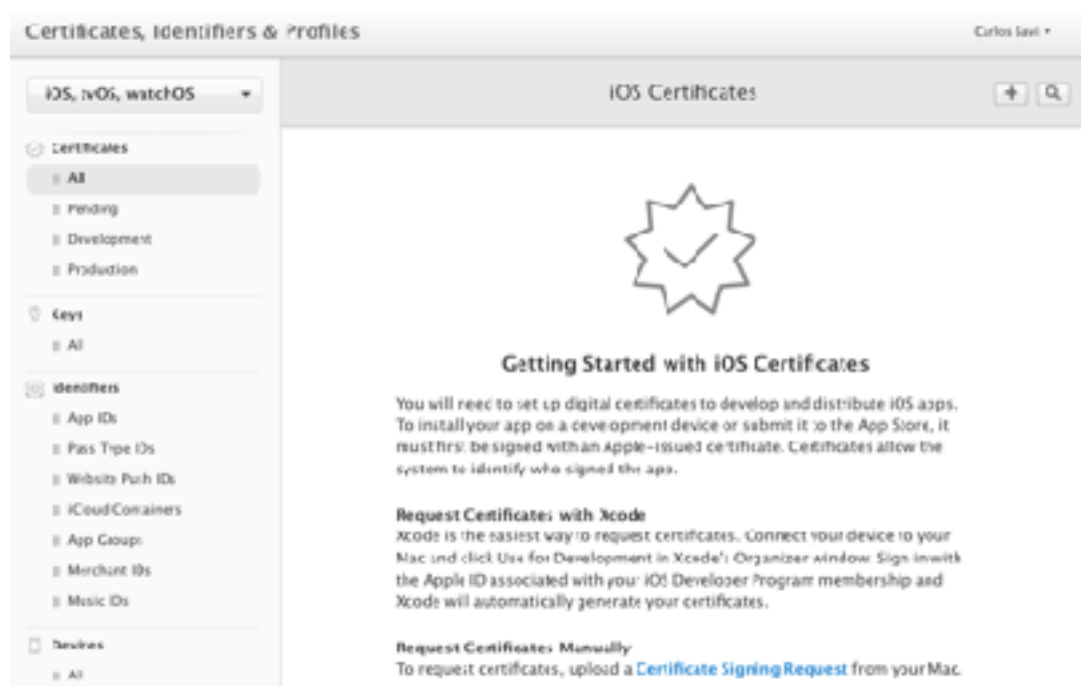 Certificates, Identifiers & Profiles
Carlos
iOS, tvOS, watchOS
iOS Certificates
Certificates
All
Pending
Development
Production
Keys
All
Identifiers
App IDs
Pass Type IDs
Website Push IDs
iCloud Containers
App Groups
Merchant IDs
Music IDs
Devices
All
Getting Started with iOS Certificates
You will need to set up digital certificates to develop and distribute iOS apps.
To install your app on a development device or submit it to the App Store, it
must first be signed with an Apple-issued certificate. Certificates allow the
system to identify who signed the app.
Request Certificates with Xcode
Xcode is the easiest way to request certificates. Connect your device to your
Mac and click Use for Development in Xcode's Organizer window. Sign in with
the Apple ID associated with your iOS Developer Program membership and
Xcode will automatically generate your certificates.
Request Certificates Manually
To request certificates, upload a Certificate Signing Request from your Mac.